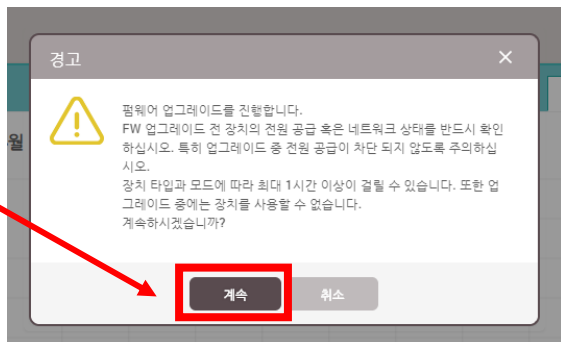 경고
월
펌웨어 업그레이드를 진행합니다.
FW 업그레이드 전 장치의 전원 공급 혹은 네트워크 상태를 반드시 확인
하십시오. 특히 업그레이드 중 전원 공급이 차단 되지 않도록 주의하십
시오.
장치 타입과 모드에 따라 최대 1시간 이상이 걸릴 수 있습니다. 또한 업
그레이드 중에는 장치를 사용할 수 없습니다.
계속하시겠습니까?
계속
취소